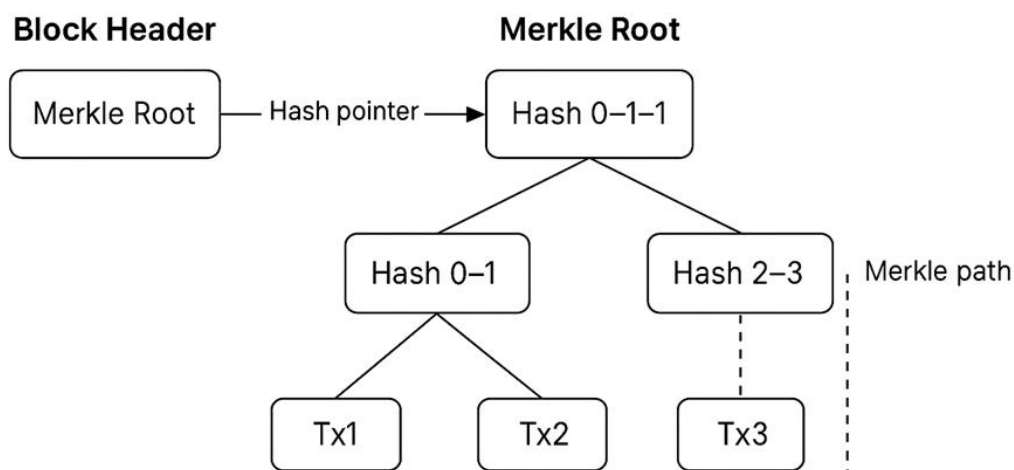 Block Header
Merkle Root
Merkle Root
Hash pointer
Hash 0–1–1
Hash 0–1
Hash 2–3
Merkle path
Tx1
Tx2
Tx3